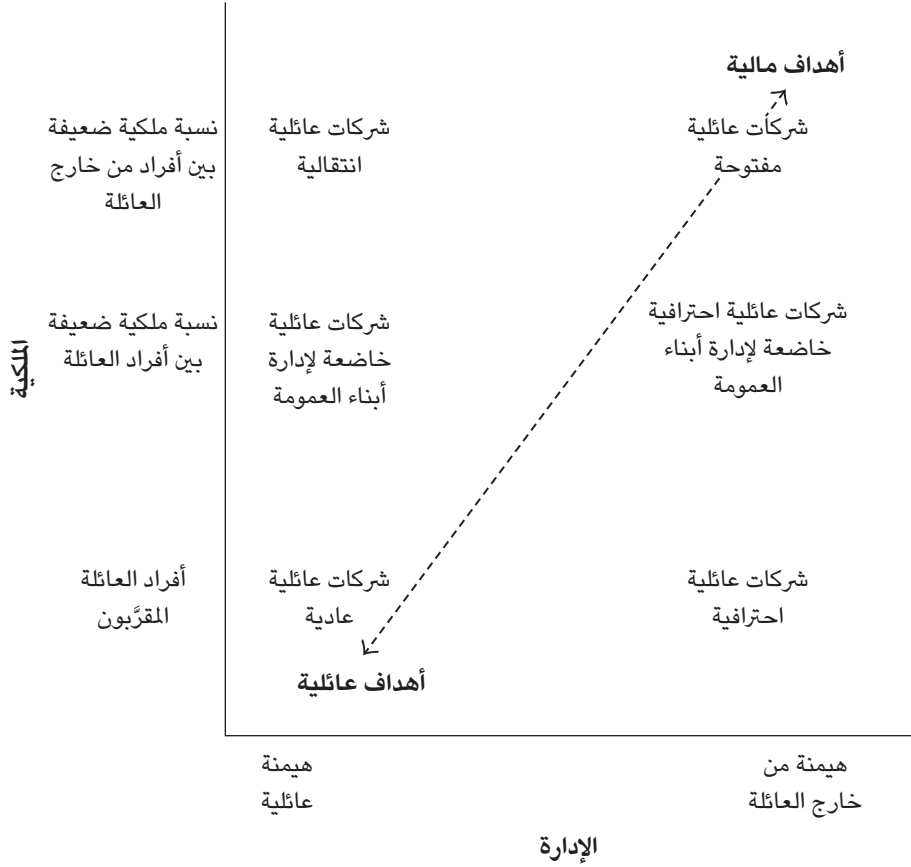 أهداف مالية
شركات عائلية
مفتوحة
شركات عائلية
انتقالية
نسبة ملكية ضعيفة
بين أفراد من خارج
العائلة
شركات عائلية احترافية
خاضعة لإدارة أبناء
العمومة
شركات عائلية
خاضعة لإدارة
أبناء العمومة
نسبة ملكية ضعيفة
بين أفراد العائلة
الملكية
شركات عائلية
احترافية
شركات عائلية
عادية
أفراد العائلة
المقرَّبون
أهداف عائلية
هيمنة من
خارج العائلة
هيمنة
عائلية
الإدارة